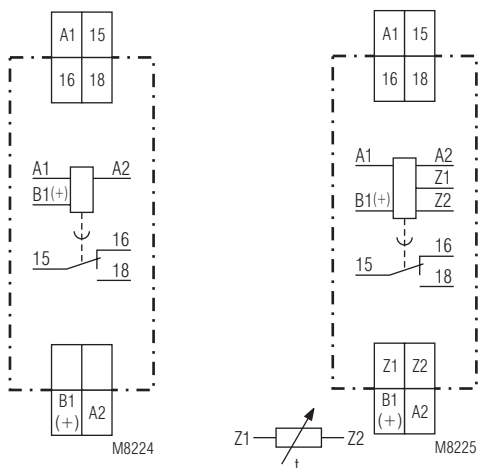 A1 15
16 18
A1 A2
B1(+)
15 16
18
B1
(+) A2
M8224
A1 15
16 18
A1 A2
Z1
B1(+) Z2
15 16
18
Z1 Z2
B1
(+) A2
M8225
Z1 Z2
t